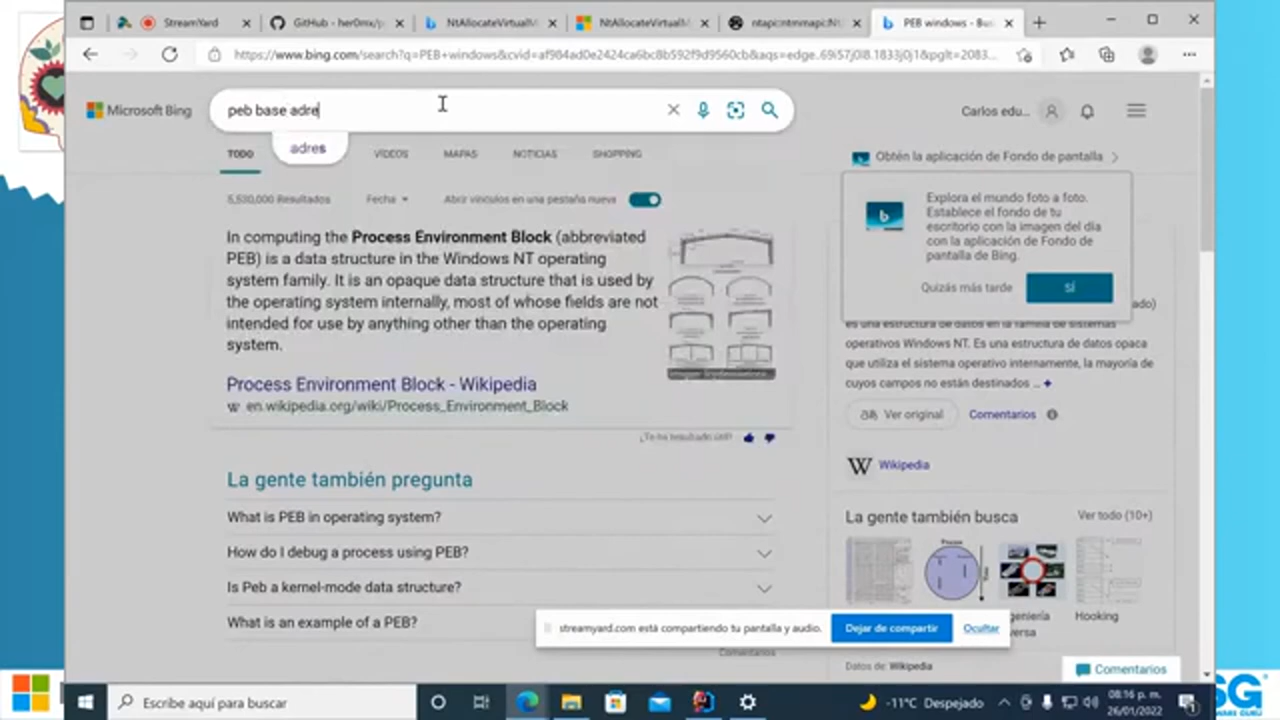 StreamYard
GitHub - her0mx/p
NtAllocateVirtualM
NtAllocateVirtualM
PEB windows - Bus
https://www.bing.com/search?q=PEB+windows&cvid=af984ad0e2424ca6bc8b592f9d9560cb&aqs=edge..69i57j0l8.1833j0j1&pglt=2083...
Microsoft Bing
peb base adre
Carlos edu...
adres
TODO
VÍDEOS
MAPAS
NOTICIAS
SHOPPING
Obtén la aplicación de Fondo de pantalla
5,530,000 Resultados
Fecha
Abrir vínculos en una pestaña nueva
Explora el mundo foto a foto.
Establece el fondo de tu
escritorio con la imagen del día
con la aplicación de Fondo de
pantalla de Bing.
Quizás más tarde
SÍ
In computing the Process Environment Block (abbreviated
PEB) is a data structure in the Windows NT operating
system family. It is an opaque data structure that is used by
the operating system internally, most of whose fields are not
intended for use by anything other than the operating
system.
Process Environment Block - Wikipedia
en.wikipedia.org/wiki/Process_Environment_Block
ado)
es una estructura de datos en la familia de sistemas
operativos Windows NT. Es una estructura de datos opaca
que utiliza el sistema operativo internamente, la mayoría de
cuyos campos no están destinados ...
Ver original
Comentarios
Wikipedia
La gente también pregunta
What is PEB in operating system?
How do I debug a process using PEB?
Is Peb a kernel-mode data structure?
What is an example of a PEB?
Comentarios
La gente también busca
Ver todo (10+)
geniería
versa
Hooking
streamyard.com está compartiendo tu pantalla y audio.
Dejar de compartir
Ocultar
Datos de: Wikipedia
Comentarios
Escribe aquí para buscar
-11°C Despejado
08:16 p. m.
26/01/2022
SG